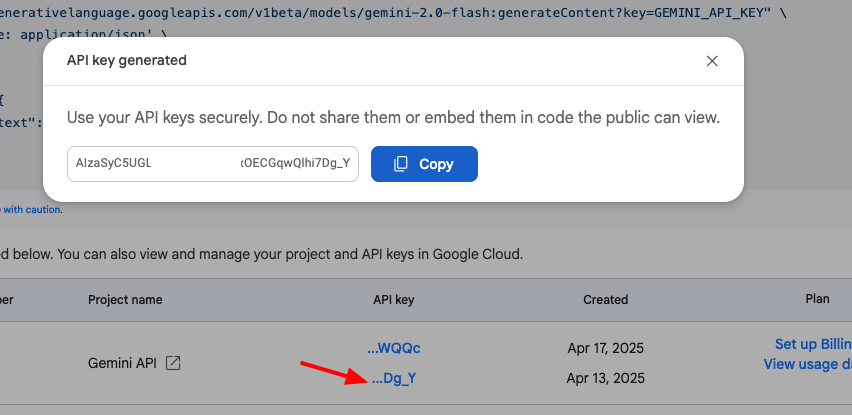 enerativelanguage.googleapis.com/v1beta/models/gemini-2.0-flash:generateContent?key=GEMINI_API_KEY" \
e: application/json' \
API key generated
{
text":
Use your API keys securely. Do not share them or embed them in code the public can view.
AIzaSyC5UGL OECGqwQlhi7Dg_Y
Copy
with caution.
ed below. You can also view and manage your project and API keys in Google Cloud.
ber Project name API key Created Plan
Gemini API
...WQQc Apr 17, 2025 Set up Billin
...Dg_Y Apr 13, 2025 View usage da